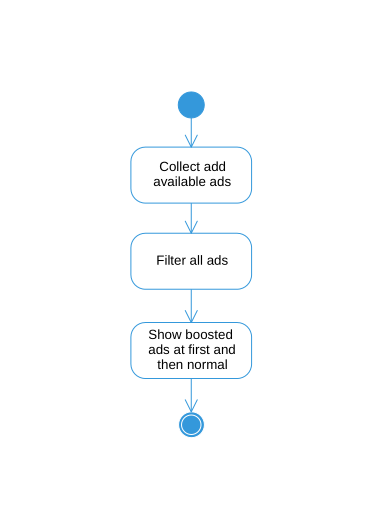 Collect add
available ads
Filter all ads
Show boosted
ads at first and
then normal